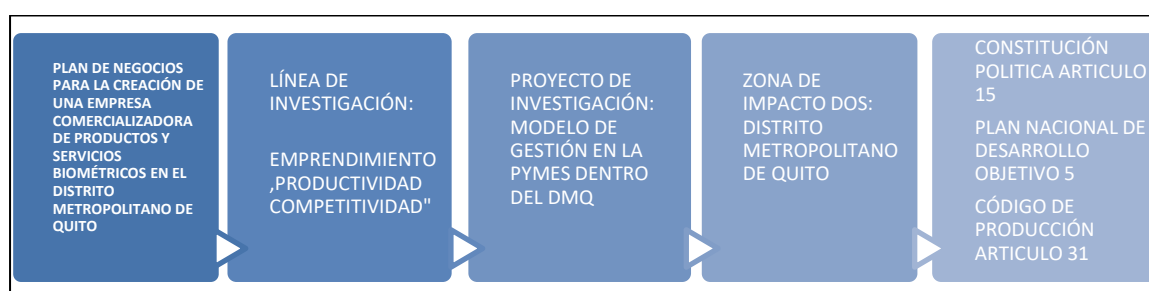 PLAN DE NEGOCIOS
PARA LA CREACIÓN DE
UNA EMPRESA
COMERCIALIZADORA
DE PRODUCTOS Y
SERVICIOS
BIOMÉTRICOS EN EL
DISTRITO
METROPOLITANO DE
QUITO
LÍNEA DE
INVESTIGACIÓN:
EMPRENDIMIENTO
,PRODUCTIVIDAD
COMPETITIVIDAD"
PROYECTO DE
INVESTIGACIÓN:
MODELO DE
GESTIÓN EN LA
PYMES DENTRO
DEL DMQ
ZONA DE
IMPACTO DOS:
DISTRITO
METROPOLITANO
DE QUITO
CONSTITUCIÓN
POLITICA ARTICULO
15
PLAN NACIONAL DE
DESARROLLO
OBJETIVO 5
CÓDIGO DE
PRODUCCIÓN
ARTICULO 31